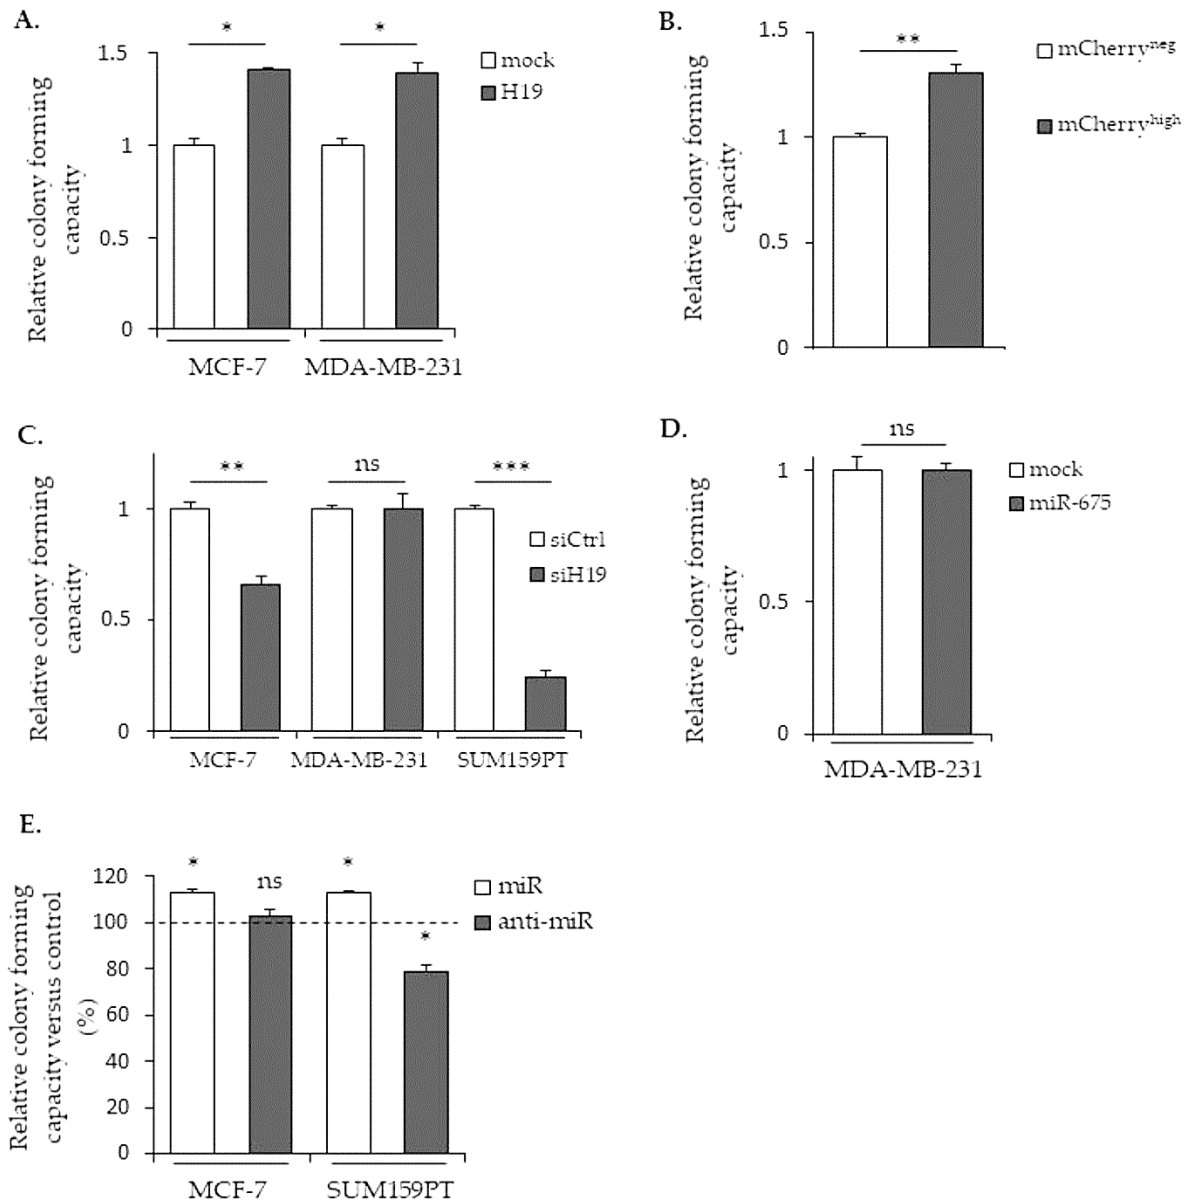 A.
*
*
1.5
1
0.5
0
Relative colony forming
capacity
mock
H19
MCF-7
MDA-MB-231
B.
**
1.5
1
0.5
0
Relative colony forming
capacity
mCherryneg
mCherryhigh
C.
**
ns
***
1
0.5
0
Relative colony forming
capacity
siCtrl
siH19
MCF-7
MDA-MB-231
SUM159PT
D.
ns
1
0.5
0
Relative colony forming
capacity
mock
miR-675
MDA-MB-231
E.
*
ns
*
*
120
100
80
60
40
20
0
Relative colony forming
capacity versus control
(%)
miR
anti-miR
MCF-7
SUM159PT